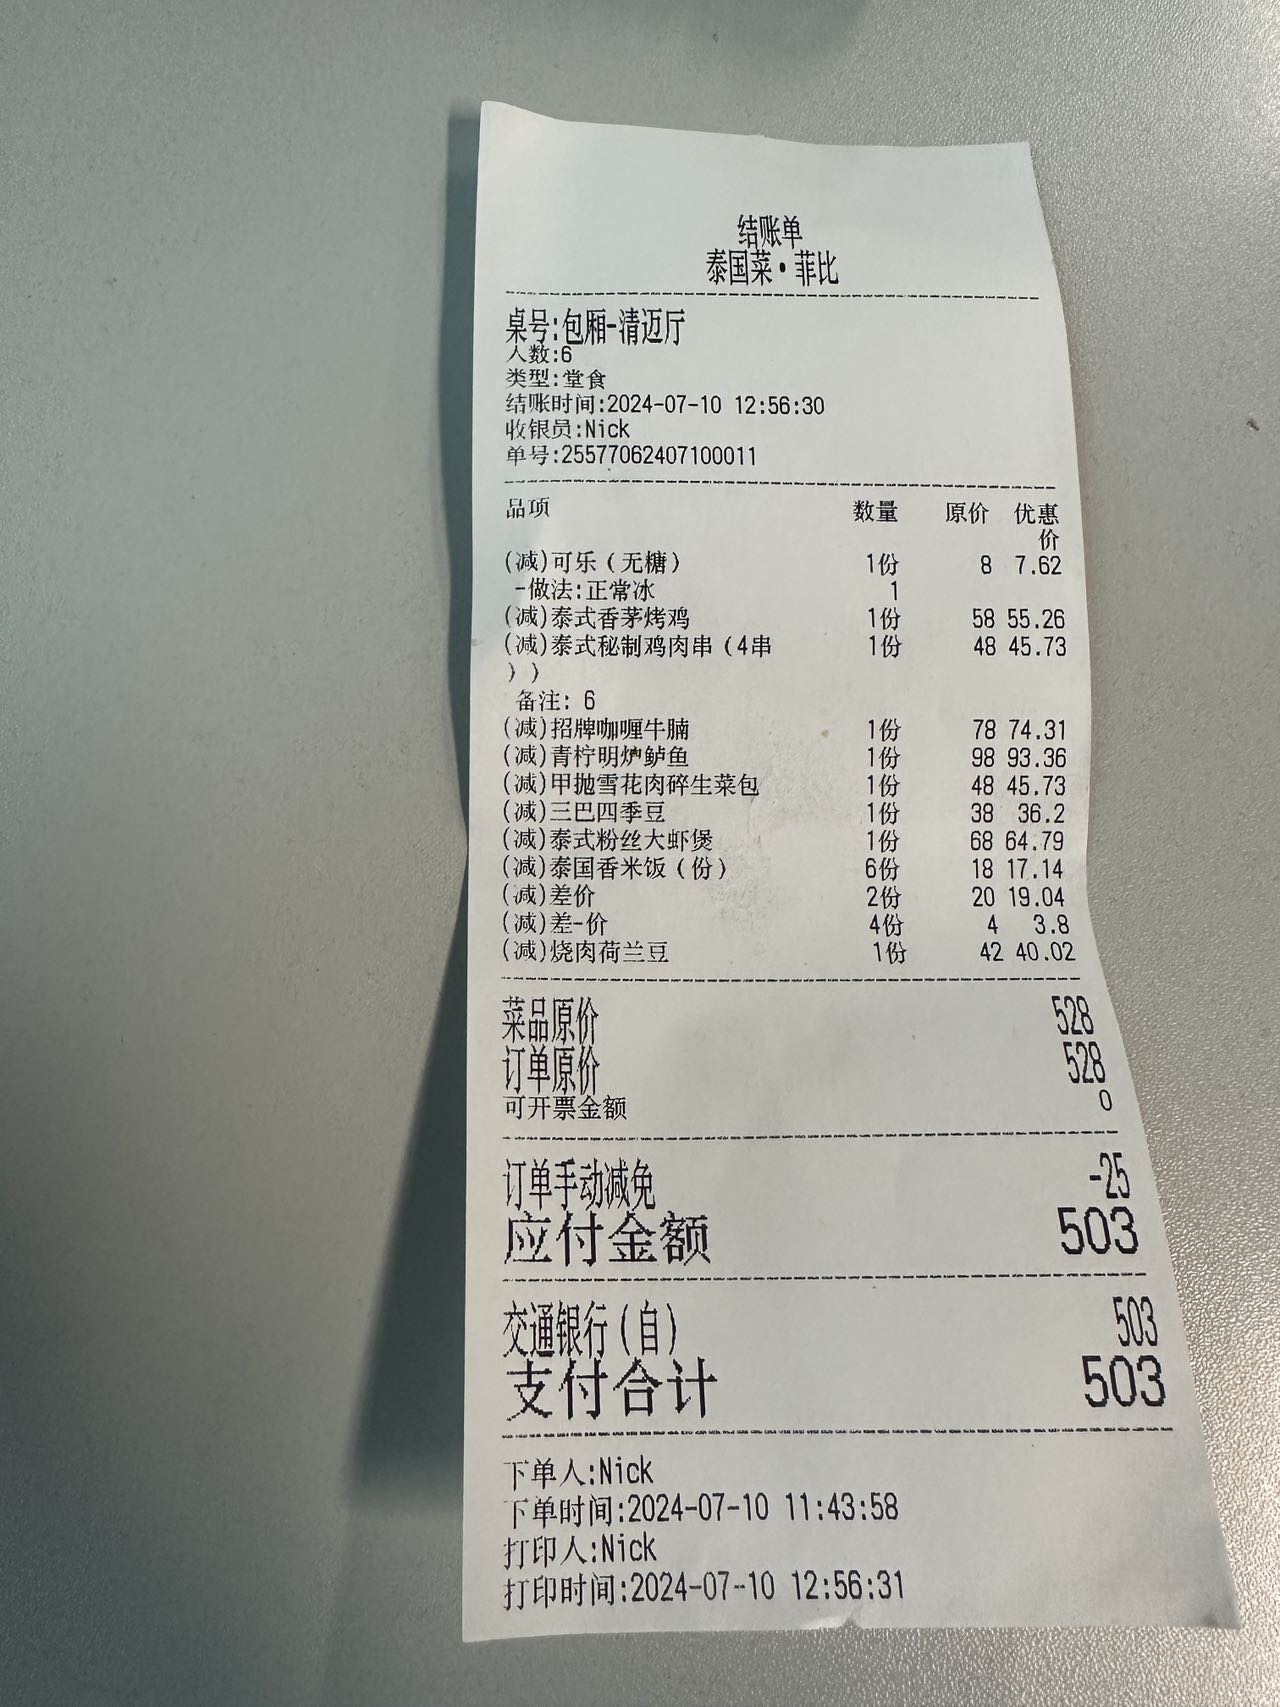 结账单
泰国菜•菲比
桌号:包厢-清迈厅
人数:6
类型:堂食
结账时间:2024-07-10 12:56:30
收银员:Nick
单号:25577062407100011
品项 数量 原价 优惠
价
(减)可乐(无糖) 1份 8 7.62
-做法:正常冰 1
(减)泰式香茅烤鸡 1份 58 55.26
(减)泰式秘制鸡肉串(4串 1份 48 45.73
))
备注: 6
(减)招牌咖喱牛腩 1份 78 74.31
(减)青柠明炉鲈鱼 1份 98 93.36
(减)甲抛雪花肉碎生菜包 1份 48 45.73
(减)三巴四季豆 1份 38 36.2
(减)泰式粉丝大虾煲 1份 68 64.79
(减)泰国香米饭(份) 6份 18 17.14
(减)差价 2份 20 19.04
(减)差-价 4份 4 3.8
(减)烧肉荷兰豆 1份 42 40.02
菜品原价 528
订单原价 528
可开票金额 0
订单手动减免 -25
应付金额 503
交通银行(自) 503
支付合计 503
下单人:Nick
下单时间:2024-07-10 11:43:58
打印人:Nick
打印时间:2024-07-10 12:56:31